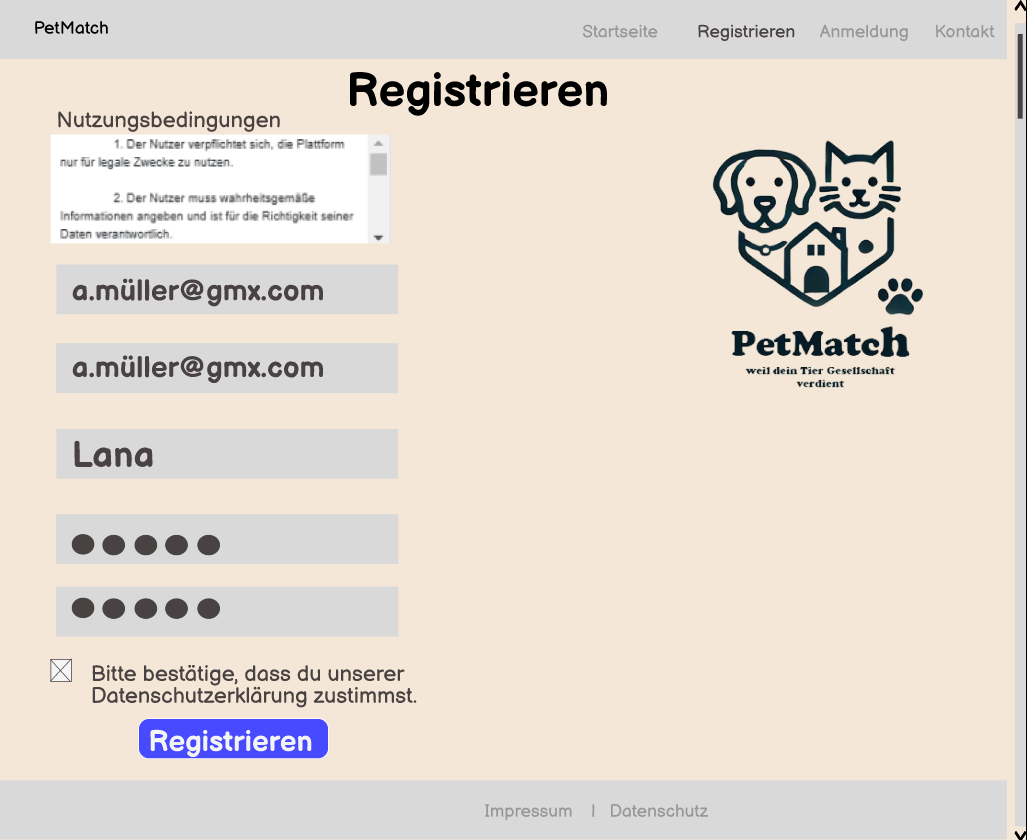 PetMatch
Startseite Registrieren Anmeldung Kontakt
Registrieren
Nutzungsbedingungen
1. Der Nutzer verpflichtet sich, die Plattform
nur für legale Zwecke zu nutzen.
2. Der Nutzer muss wahrheitsgemäße
Informationen angeben und ist für die Richtigkeit seiner
Daten verantwortlich.
a.müller@gmx.com
a.müller@gmx.com
Lana
PetMatch
weil dein Tier Gesellschaft
verdient
Bitte bestätige, dass du unserer
Datenschutzerklärung zustimmst.
Registrieren
Impressum | Datenschutz